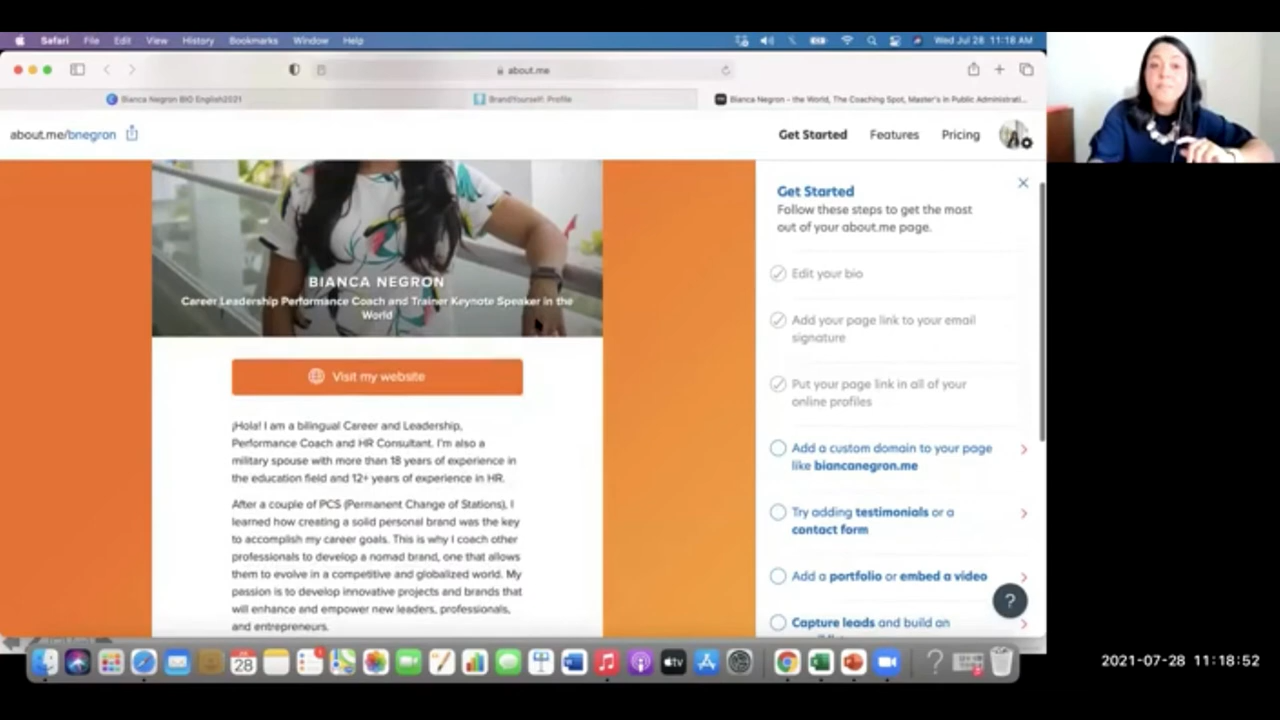 Safari File Edit View History Bookmarks Window Help Wed Jul 28 11:18 AM
about.me
Bianca Negron BIO English2021 BrandYourself: Profile Bianca Negron - the World, The Coaching Spot, Master's in Public Administrati...
about.me/bnegron Get Started Features Pricing
BIANCA NEGRON
Career Leadership Performance Coach and Trainer Keynote Speaker in the
World
Visit my website
¡Hola! I am a bilingual Career and Leadership,
Performance Coach and HR Consultant. I'm also a
military spouse with more than 18 years of experience in
the education field and 12+ years of experience in HR.
After a couple of PCS (Permanent Change of Stations), I
learned how creating a solid personal brand was the key
to accomplish my career goals. This is why I coach other
professionals to develop a nomad brand, one that allows
them to evolve in a competitive and globalized world. My
passion is to develop innovative projects and brands that
will enhance and empower new leaders, professionals,
and entrepreneurs.
Get Started
Follow these steps to get the most
out of your about.me page.
Edit your bio
Add your page link to your email
signature
Put your page link in all of your
online profiles
Add a custom domain to your page
like biancanegron.me
Try adding testimonials or a
contact form
Add a portfolio or embed a video
Capture leads and build an
?
28
tv
2021-07-28 11:18:52